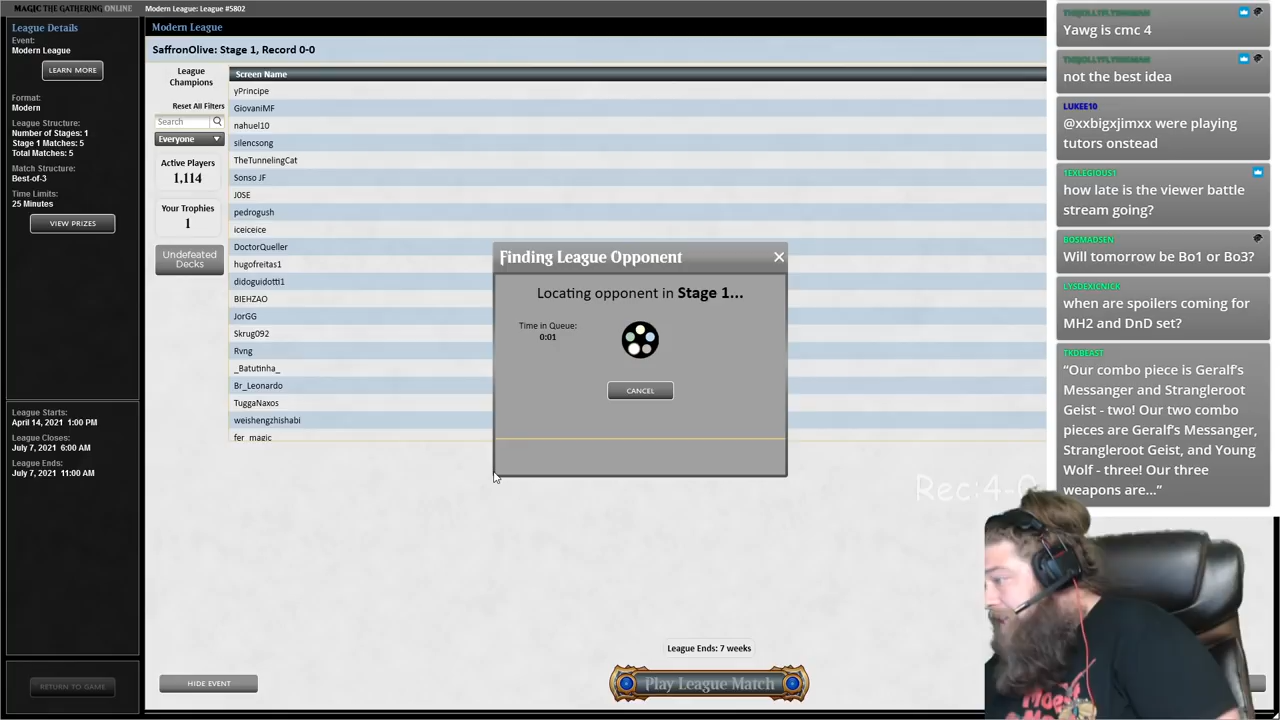 MAGIC THE GATHERING ONLINE
Modern League: League #5802
League Details
Event:
Modern League
LEARN MORE
Format:
Modern
League Structure:
Number of Stages: 1
Stage 1 Matches: 5
Total Matches: 5
Match Structure:
Best-of-3
Time Limits:
25 Minutes
VIEW PRIZES
League Starts:
April 14, 2021 1:00 PM
League Closes:
July 7, 2021 6:00 AM
League Ends:
July 7, 2021 11:00 AM
RETURN TO GAME
Modern League
SaffronOlive: Stage 1, Record 0-0
League
Champions
Reset All Filters
Search
Everyone
Active Players
1,114
Your Trophies
1
Undefeated
Decks
Screen Name
yPrincipe
GiovaniMF
nahuel10
silencsong
TheTunnelingCat
Sonso JF
J0SE
pedrogush
iceiceice
DoctorQueller
hugofreitas1
didoguidotti1
BIEHZAO
JorGG
Skrug092
Rvng
_Batutinha_
Br_Leonardo
TuggaNaxos
weishengzhishabi
fer_magic
Finding League Opponent
Locating opponent in Stage 1...
Time in Queue:
0:01
CANCEL
League Ends: 7 weeks
HIDE EVENT
Play League Match
Yawg is cmc 4
not the best idea
LUKEE10
@xxbigxjimxx were playing
tutors onstead
1EXLEGIOUS1
how late is the viewer battle
stream going?
BOSMADSEN
Will tomorrow be Bo1 or Bo3?
LYSDEXICNICK
when are spoilers coming for
MH2 and DnD set?
TKDBEAST
“Our combo piece is Geralf’s
Messanger and Strangleroot
Geist - two! Our two combo
pieces are Geralf’s Messanger,
Strangleroot Geist, and Young
Wolf - three! Our three
weapons are...”